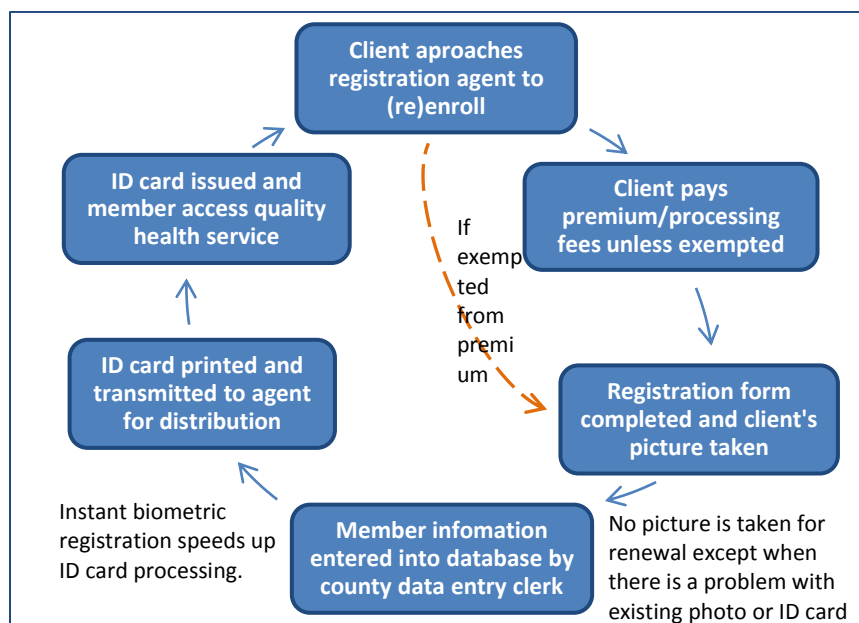 Client aproaches
registration agent to
(re)enroll
Client pays
premium/processing
fees unless exempted
If
exemp
ted
from
premi
um
Registration form
completed and client's
picture taken
No picture is taken for
renewal except when
there is a problem with
existing photo or ID card
Member infomation
entered into database by
county data entry clerk
Instant biometric
registration speeds up
ID card processing.
ID card printed and
transmitted to agent
for distribution
ID card issued and
member access quality
health service